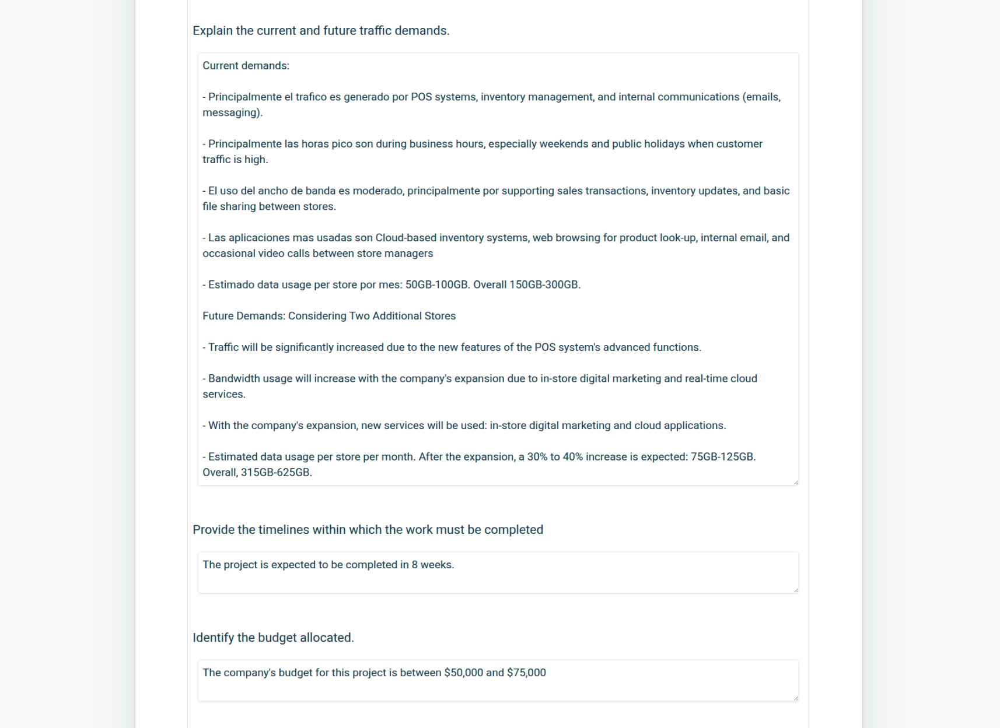 Explain the current and future traffic demands.
Current demands:
- Principalmente el trafico es generado por POS systems, inventory management, and internal communications (emails,
messaging).
- Principalmente las horas pico son during business hours, especially weekends and public holidays when customer
traffic is high.
- El uso del ancho de banda es moderado, principalmente por supporting sales transactions, inventory updates, and basic
file sharing between stores.
- Las aplicaciones mas usadas son Cloud-based inventory systems, web browsing for product look-up, internal email, and
occasional video calls between store managers
- Estimado data usage per store por mes: 50GB-100GB. Overall 150GB-300GB.
Future Demands: Considering Two Additional Stores
- Traffic will be significantly increased due to the new features of the POS system's advanced functions.
- Bandwidth usage will increase with the company's expansion due to in-store digital marketing and real-time cloud
services.
- With the company's expansion, new services will be used: in-store digital marketing and cloud applications.
- Estimated data usage per store per month. After the expansion, a 30% to 40% increase is expected: 75GB-125GB.
Overall, 315GB-625GB.
Provide the timelines within which the work must be completed
The project is expected to be completed in 8 weeks.
Identify the budget allocated.
The company's budget for this project is between $50,000 and $75,000